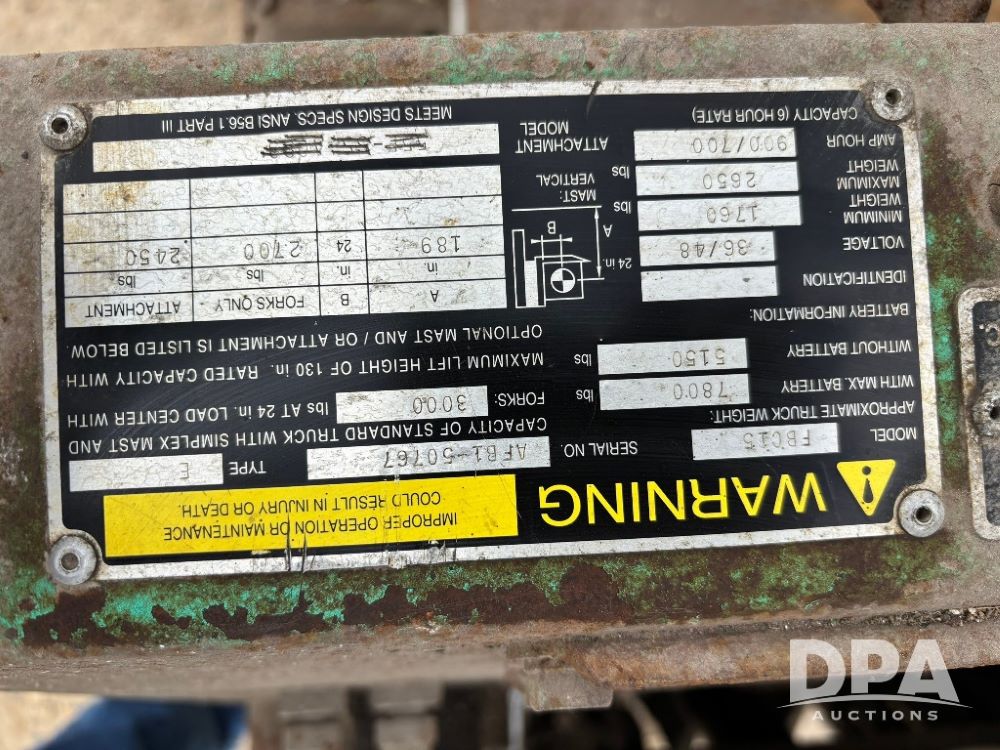 WARNING
IMPROPER OPERATION OR MAINTENANCE
COULD RESULT IN INJURY OR DEATH.
MODEL FBC15 SERIAL NO. AFB1-50767 TYPE E
APPROXIMATE TRUCK WEIGHT:
WITH MAX. BATTERY 7800 lbs
WITHOUT BATTERY 5150 lbs
CAPACITY OF STANDARD TRUCK WITH SIMPLEX MAST AND
FORKS: 3000 lbs AT 24 in. LOAD CENTER WITH
MAXIMUM LIFT HEIGHT OF 130 in. RATED CAPACITY WITH
OPTIONAL MAST AND / OR ATTACHMENT IS LISTED BELOW.
BATTERY INFORMATION:
IDENTIFICATION
VOLTAGE 36/48
MINIMUM
WEIGHT 1760 lbs
MAXIMUM
WEIGHT 2650 lbs
AMP HOUR 900/700
CAPACITY (6 HOUR RATE)
24 in.
A
B
MAST:
VERTICAL
A B FORKS ONLY ATTACHMENT
in. in. lbs lbs
189 24 2700 2450
ATTACHMENT
MODEL
MEETS DESIGN SPECS. ANSI B56.1 PART III
DPA
AUCTIONS